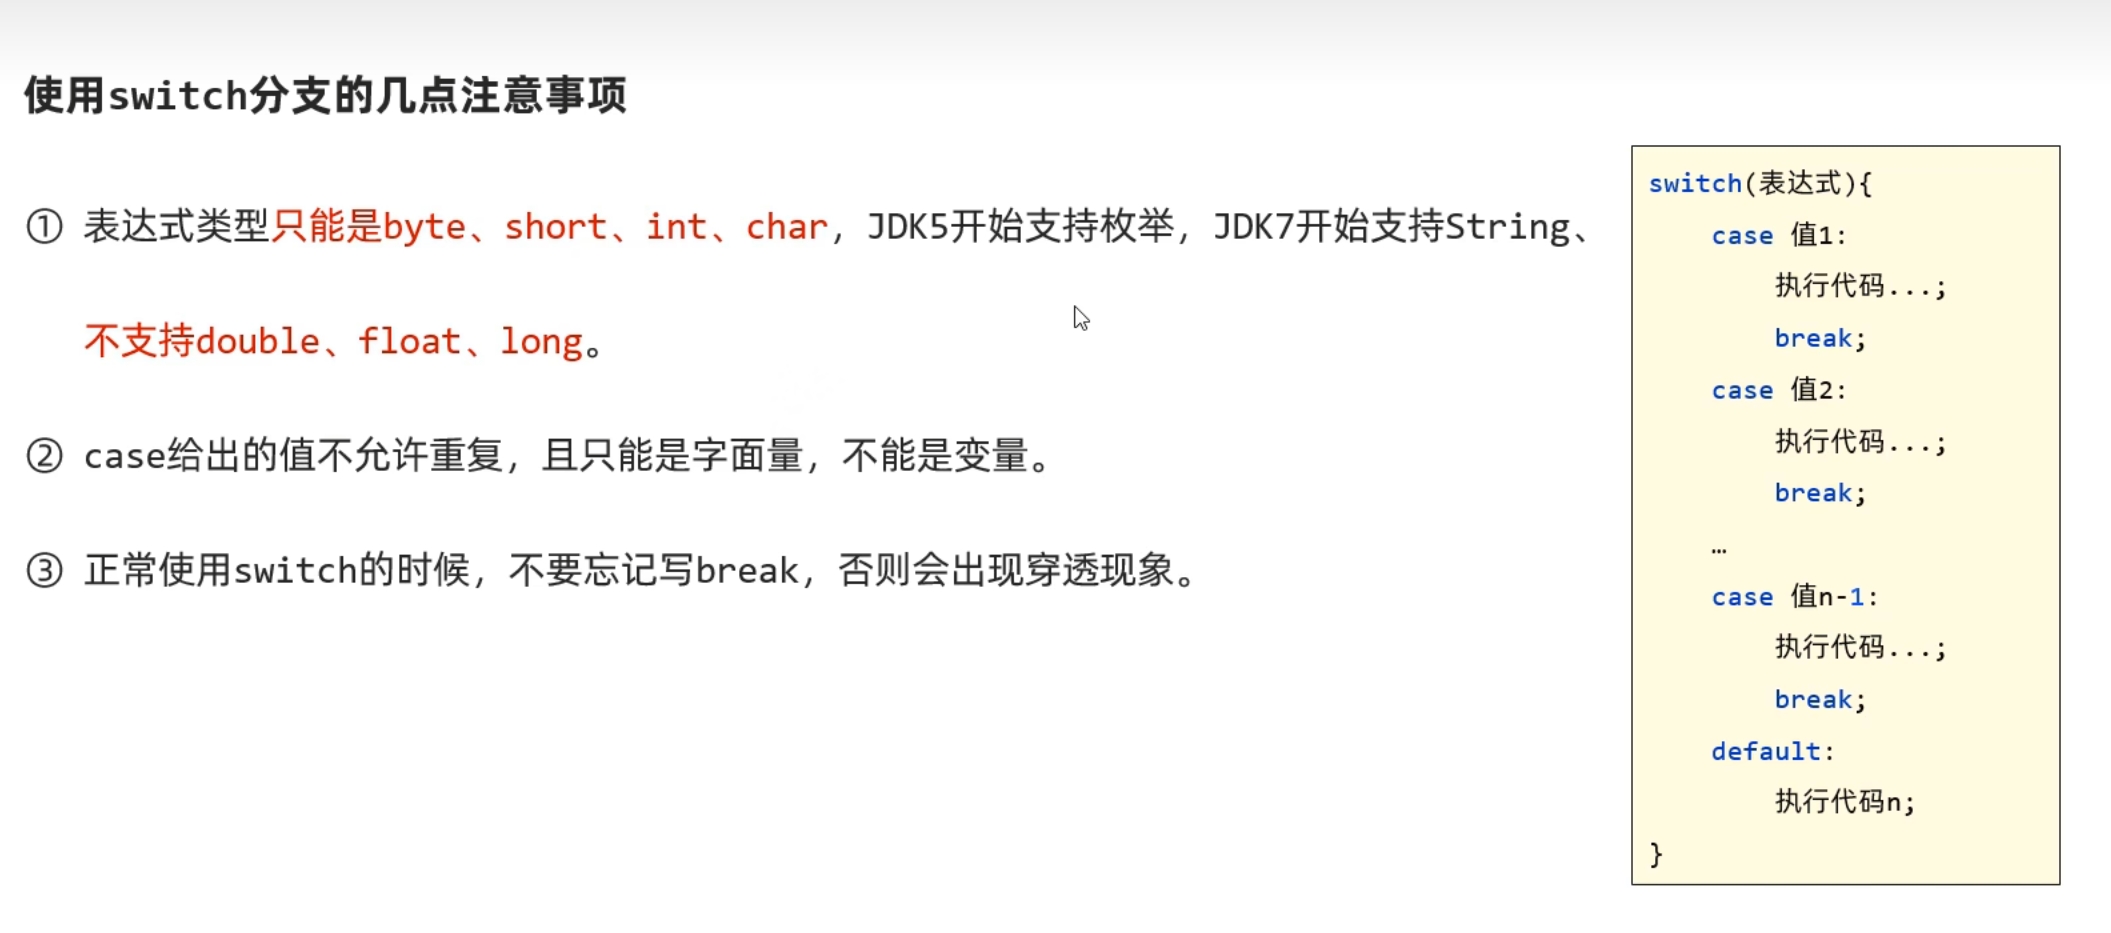 使用switch分支的几点注意事项
① 表达式类型只能是byte、short、int、char，JDK5开始支持枚举，JDK7开始支持String、
不支持double、float、long。
② case给出的值不允许重复，且只能是字面量，不能是变量。
③ 正常使用switch的时候，不要忘记写break，否则会出现穿透现象。
switch(表达式){
case 值1:
执行代码...;
break;
case 值2:
执行代码...;
break;
…
case 值n-1:
执行代码...;
break;
default:
执行代码n;
}